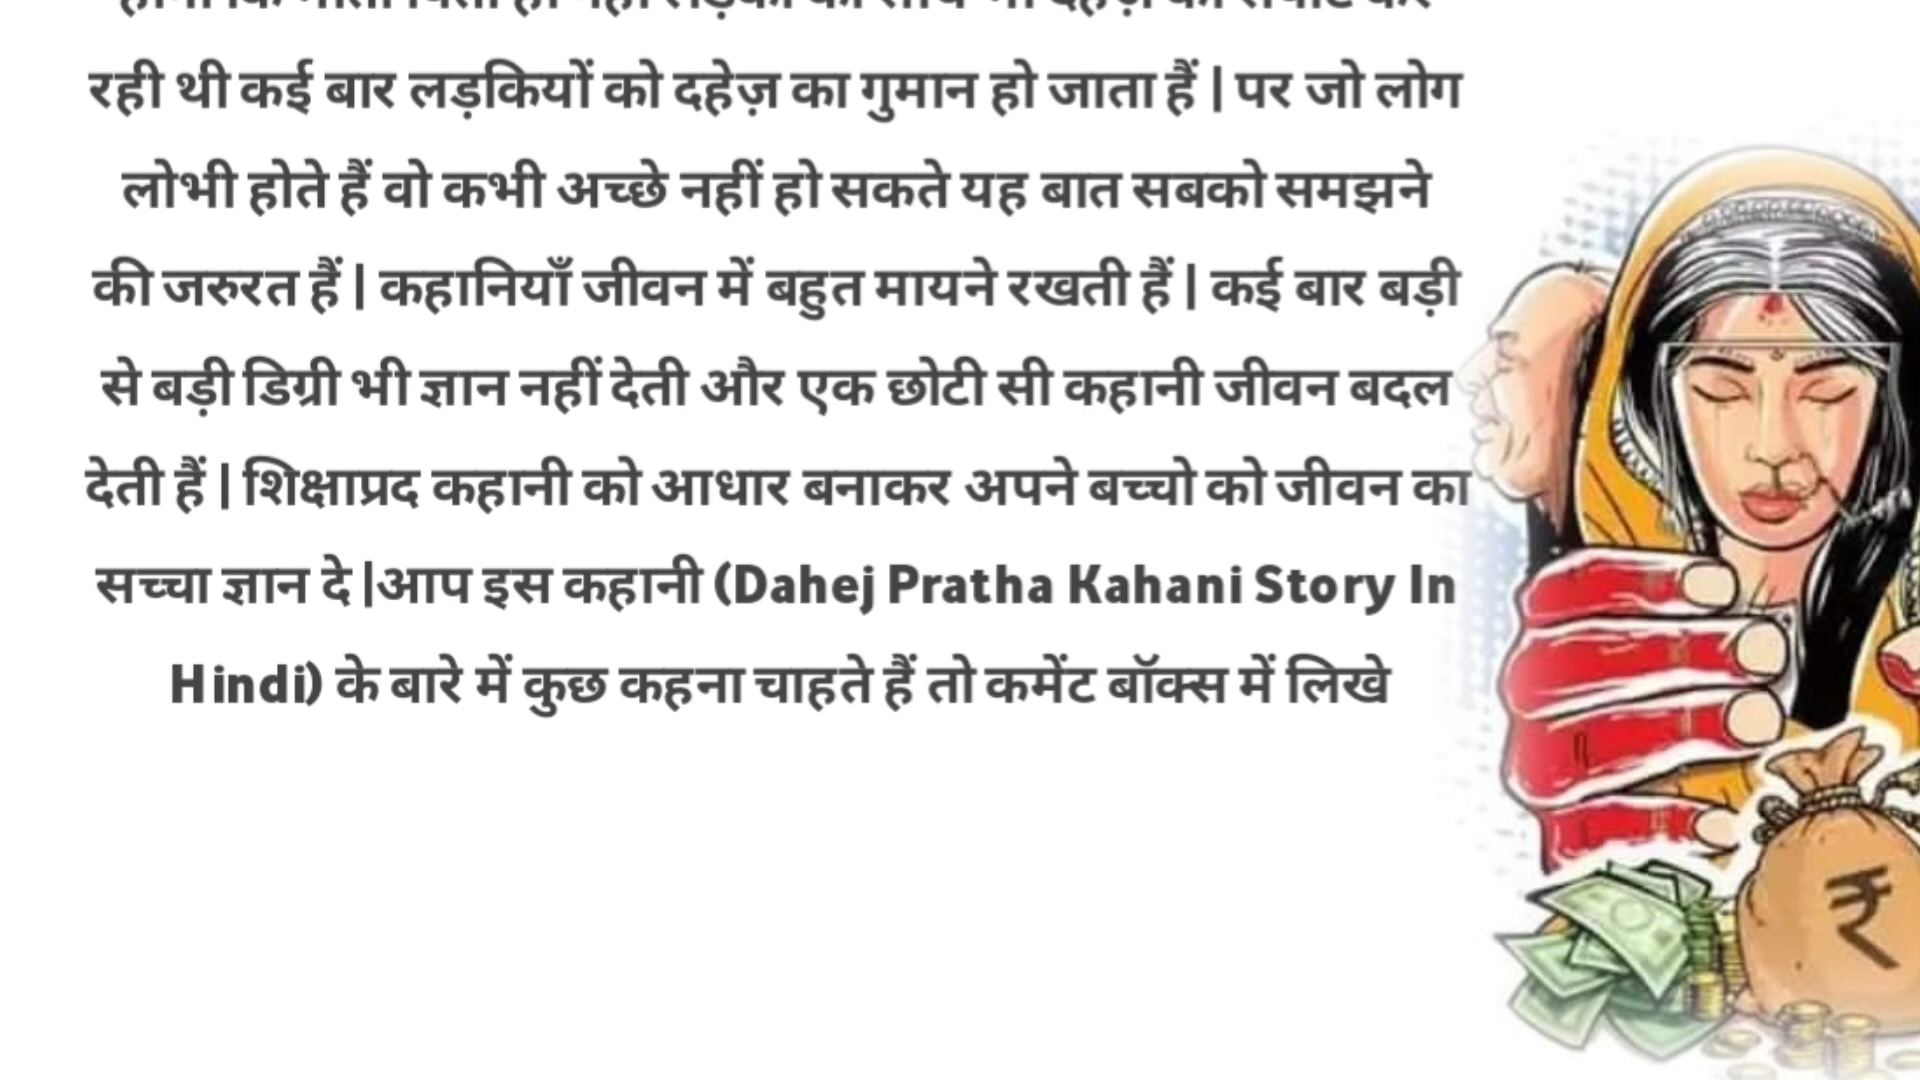 रही थी कई बार लड़कियों को दहेज़ का गुमान हो जाता हैं | पर जो लोग
लोभी होते हैं वो कभी अच्छे नहीं हो सकते यह बात सबको समझने
की जरुरत हैं | कहानियाँ जीवन में बहुत मायने रखती हैं | कई बार बड़ी
से बड़ी डिग्री भी ज्ञान नहीं देती और एक छोटी सी कहानी जीवन बदल
देती हैं | शिक्षाप्रद कहानी को आधार बनाकर अपने बच्चो को जीवन का
सच्चा ज्ञान दे |आप इस कहानी (Dahej Pratha Kahani Story In
Hindi) के बारे में कुछ कहना चाहते हैं तो कमेंट बॉक्स में लिखे
₹